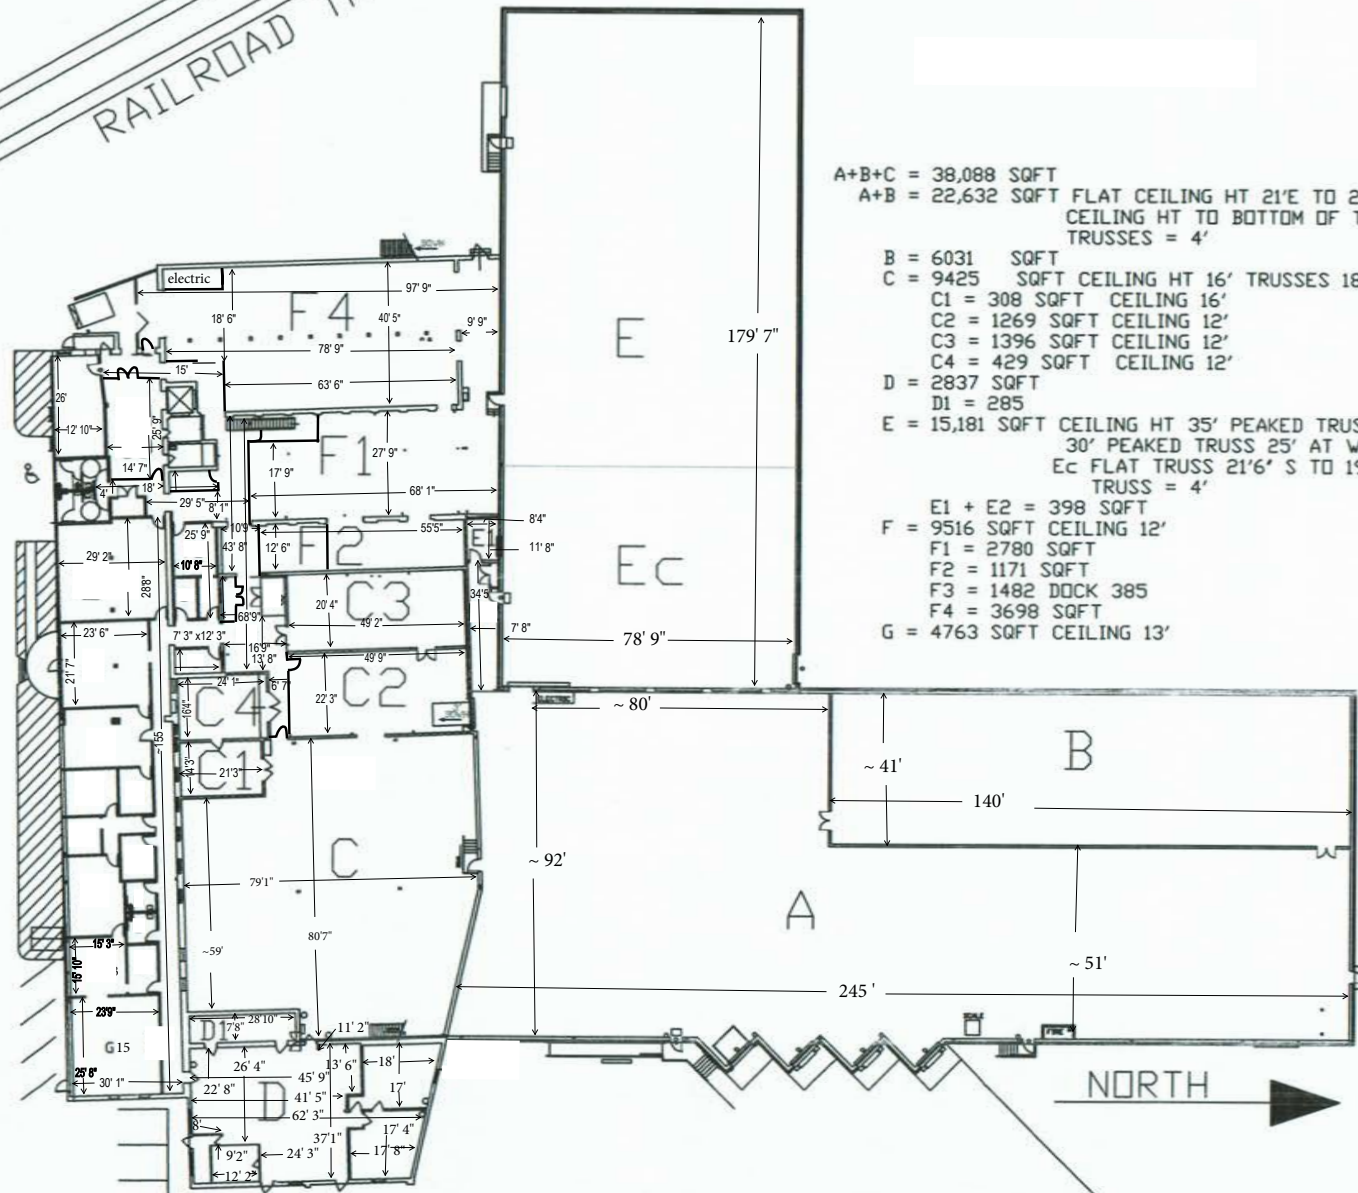 RAILROAD
A+B+C = 38,088 SQFT
A+B = 22,632 SQFT FLAT CEILING HT 21'E TO 2
CEILING HT TO BOTTOM OF T
TRUSSES = 4'
B = 6031 SQFT
C = 9425 SQFT CEILING HT 16' TRUSSES 18
C1 = 308 SQFT CEILING 16'
C2 = 1269 SQFT CEILING 12'
C3 = 1396 SQFT CEILING 12'
C4 = 429 SQFT CEILING 12'
D = 2837 SQFT
D1 = 285
E = 15,181 SQFT CEILING HT 35' PEAKED TRUS
30' PEAKED TRUSS 25' AT W
Ec FLAT TRUSS 21'6" S TO 19
TRUSS = 4'
E1 + E2 = 398 SQFT
F = 9516 SQFT CEILING 12'
F1 = 2780 SQFT
F2 = 1171 SQFT
F3 = 1482 DOCK 385
F4 = 3698 SQFT
G = 4763 SQFT CEILING 13'
electric
DOWN
F4
97' 9"
18' 6"
40' 5"
9' 9"
78' 9"
15'
63' 6"
E
179' 7"
26'
12' 10"
25' 9"
14' 7"
F1
27' 9"
17' 9"
68' 1"
4'
18'
29' 5"
8' 1"
10'9"
43' 8"
25' 9"
F2
12' 6"
55'5"
8'4"
E1
11' 8"
Ec
29' 2"
28'8"
10' 8"
20' 4"
C3
49' 2"
34'5"
68'9"
7' 8"
78' 9"
23' 6"
21' 7"
7' 3" x12' 3"
16'9"
13' 8"
49' 9"
24' 1"
6' 7"
22' 3"
C2
16'4"
C4
~155'
C1
21'3"
14'3"
ELECTRIC
~ 80'
~ 41'
B
140'
C
79'1"
80'7"
~59'
~ 92'
A
~ 51'
245 '
15' 3"
15' 10"
23'9"
G15
25' 8"
30' 1"
D1
7'8"
28'10"
11' 2"
26' 4"
22' 8"
45' 9"
13' 6"
18'
41' 5"
17'
D
62' 3"
8'
37'1"
17' 4"
9'2"
24' 3"
17' 8"
12' 2"
SCALE
FIRE
NORTH